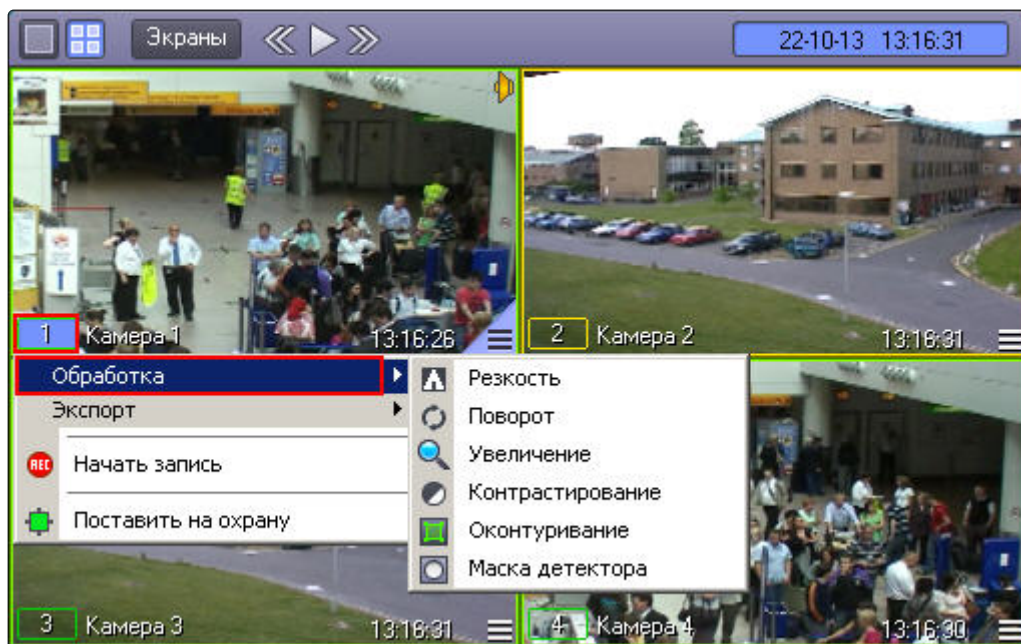 Экраны
22-10-13 13:16:31
1 Камера 1 13:16:26
2 Камера 2 13:16:31
Обработка
Экспорт
REC Начать запись
Поставить на охрану
Резкость
Поворот
Увеличение
Контрастирование
Оконтуривание
Маска детектора
3 Камера 3 13:16:31
4 Камера 4 13:16:30